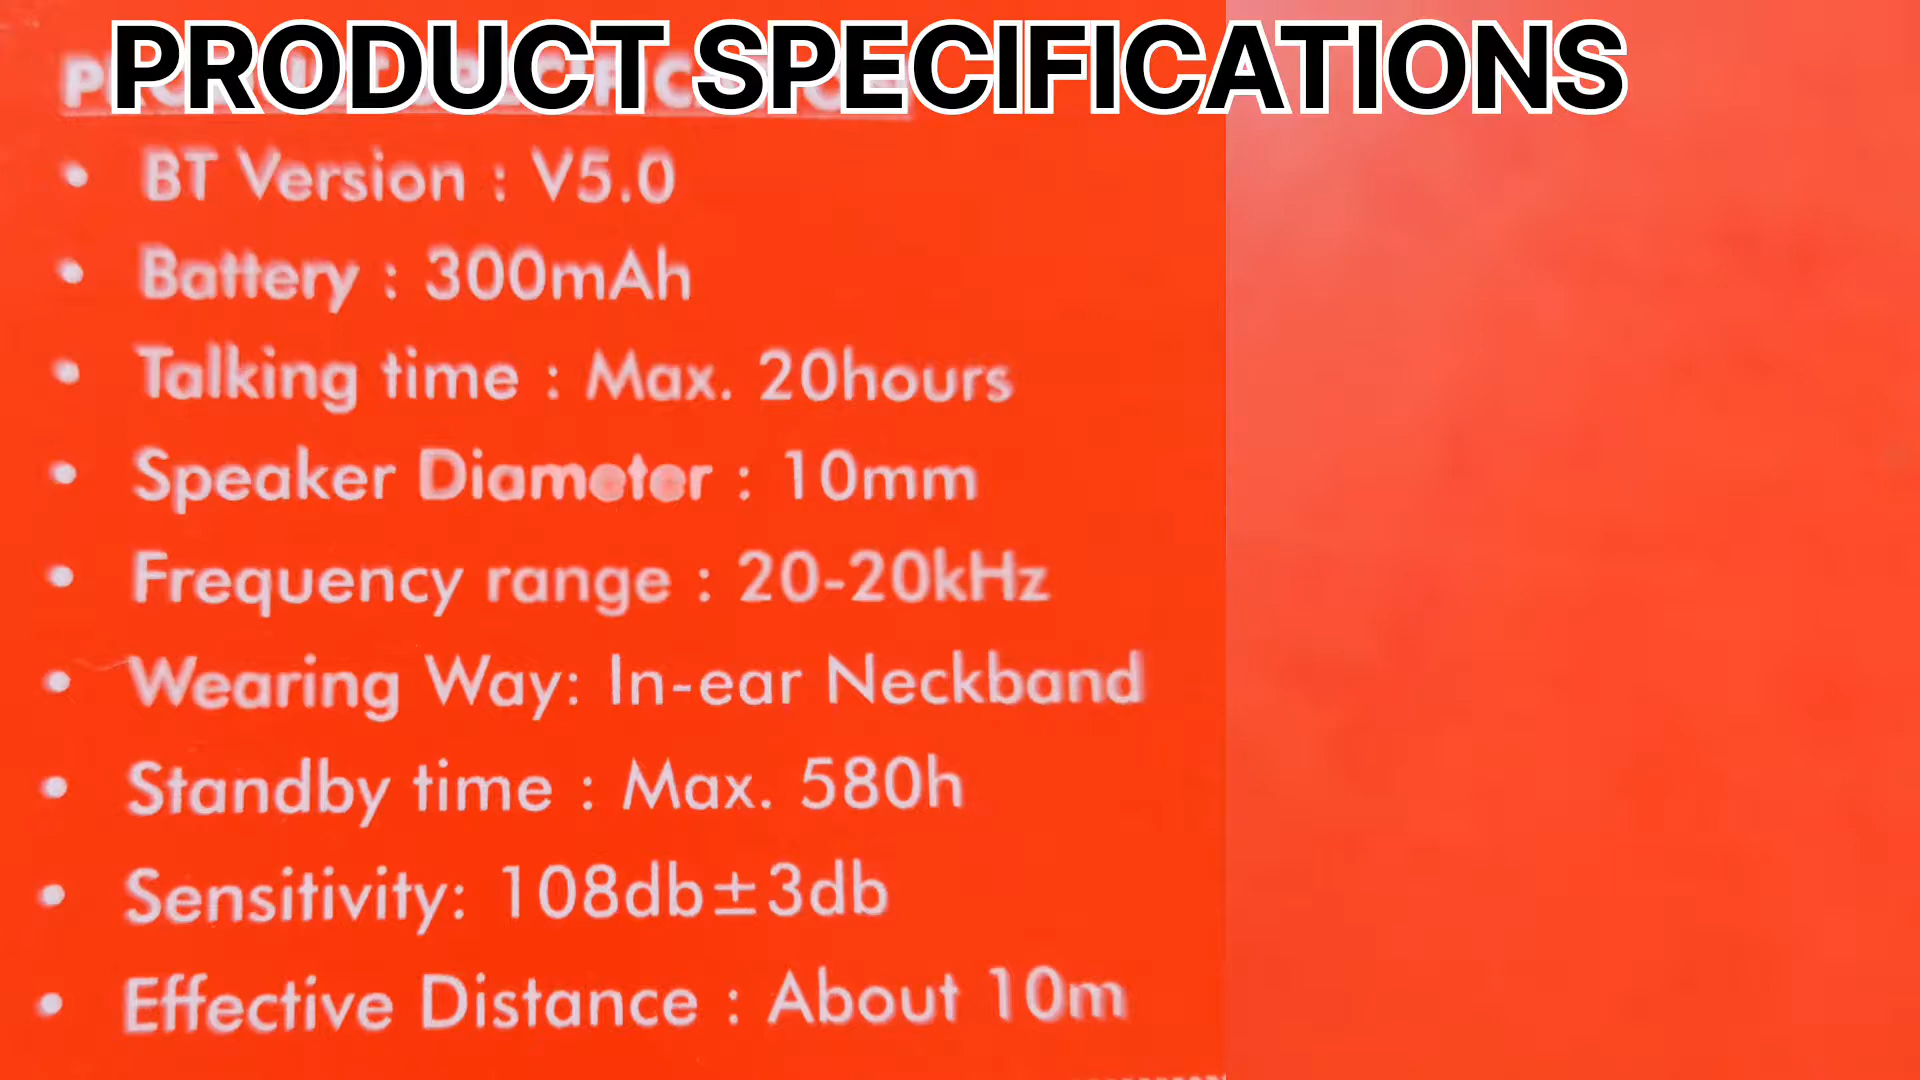 PRODUCT SPECIFICATIONS
• BT Version : V5.0
• Battery : 300mAh
• Talking time : Max. 20hours
• Speaker Diameter : 10mm
• Frequency range : 20-20kHz
• Wearing Way: In-ear Neckband
• Standby time : Max. 580h
• Sensitivity: 108db±3db
• Effective Distance : About 10m